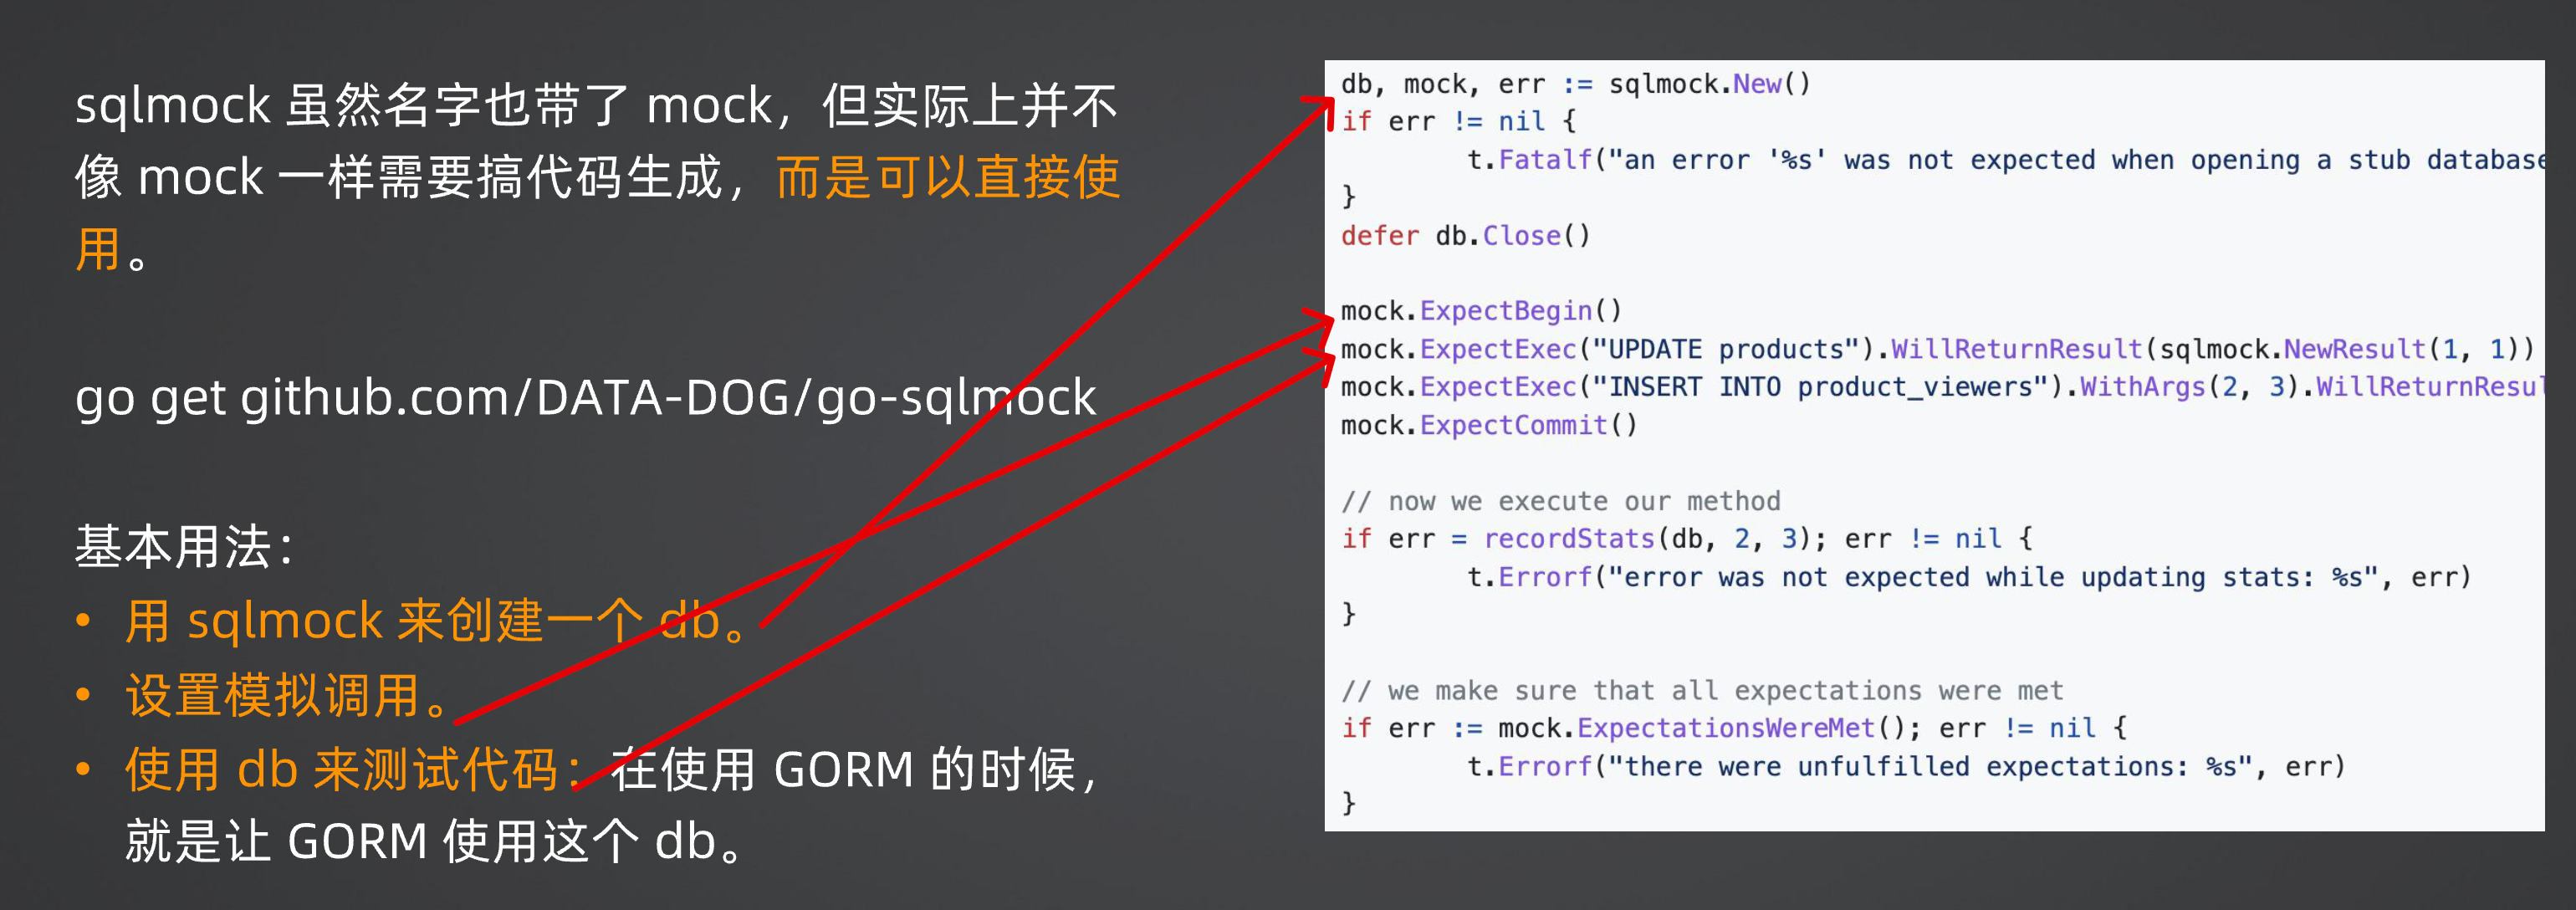 sqlmock 虽然名字也带了 mock，但实际上并不
像 mock 一样需要搞代码生成，而是可以直接使
用。
go get github.com/DATA-DOG/go-sqlmock
基本用法：
• 用 sqlmock 来创建一个 db。
• 设置模拟调用。
• 使用 db 来测试代码：在使用 GORM 的时候，
就是让 GORM 使用这个 db。
db, mock, err := sqlmock.New()
if err != nil {
t.Fatalf("an error '%s' was not expected when opening a stub database
}
defer db.Close()
mock.ExpectBegin()
mock.ExpectExec("UPDATE products").WillReturnResult(sqlmock.NewResult(1, 1))
mock.ExpectExec("INSERT INTO product_viewers").WithArgs(2, 3).WillReturnResul
mock.ExpectCommit()
// now we execute our method
if err = recordStats(db, 2, 3); err != nil {
t.Errorf("error was not expected while updating stats: %s", err)
}
// we make sure that all expectations were met
if err := mock.ExpectationsWereMet(); err != nil {
t.Errorf("there were unfulfilled expectations: %s", err)
}